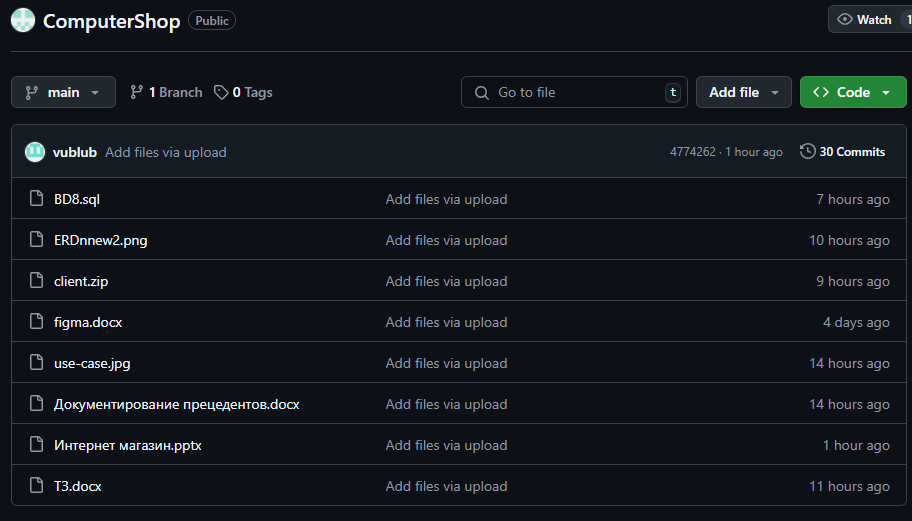 ComputerShop Public Watch 1
main 1 Branch 0 Tags Go to file t Add file Code
vublub Add files via upload 4774262 · 1 hour ago 30 Commits
BD8.sql Add files via upload 7 hours ago
ERDnnew2.png Add files via upload 10 hours ago
client.zip Add files via upload 9 hours ago
figma.docx Add files via upload 4 days ago
use-case.jpg Add files via upload 14 hours ago
Документирование прецедентов.docx Add files via upload 14 hours ago
Интернет магазин.pptx Add files via upload 1 hour ago
ТЗ.docx Add files via upload 11 hours ago